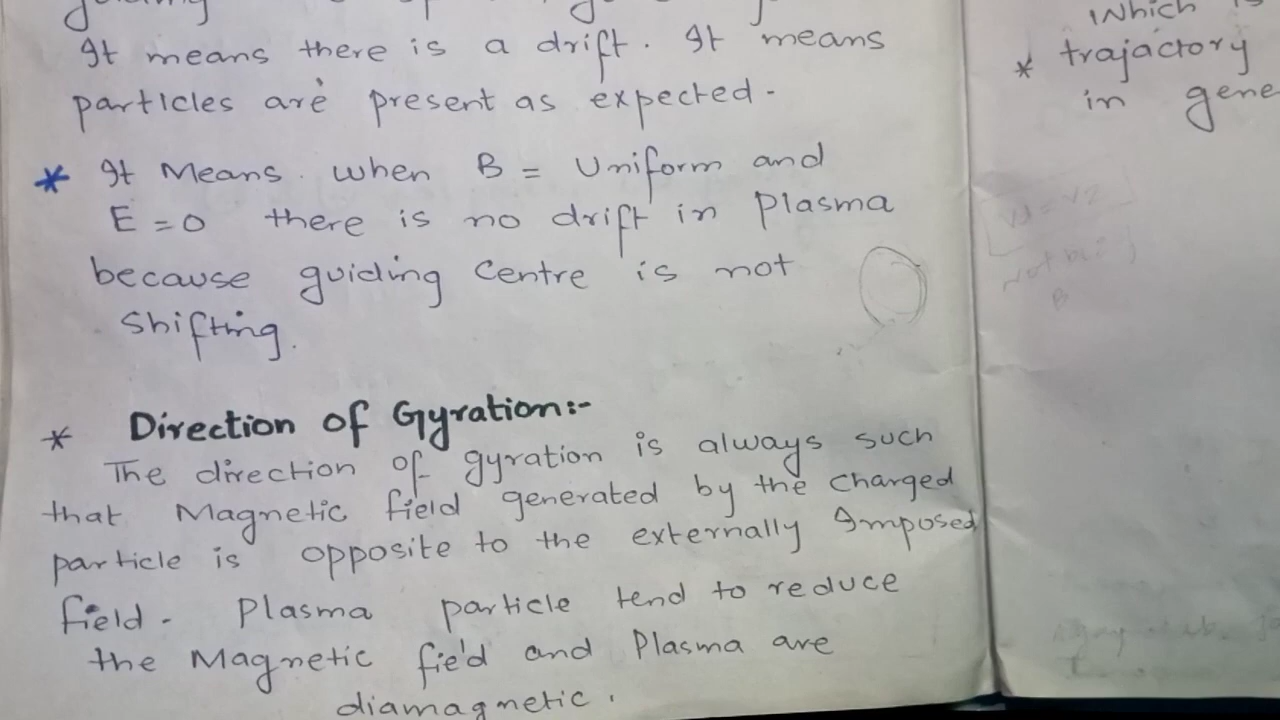 It means there is a drift. It means
particles are present as expected.
* It Means when B = Uniform and
E = 0 there is no drift in Plasma
because guiding Centre is not
Shifting.
* Direction of Gyration:-
The direction of gyration is always such
that Magnetic field generated by the charged
particle is opposite to the externally Imposed
field. Plasma particle tend to reduce
the Magnetic field and Plasma are
diamagnetic.
Which
* trajactory
in gene